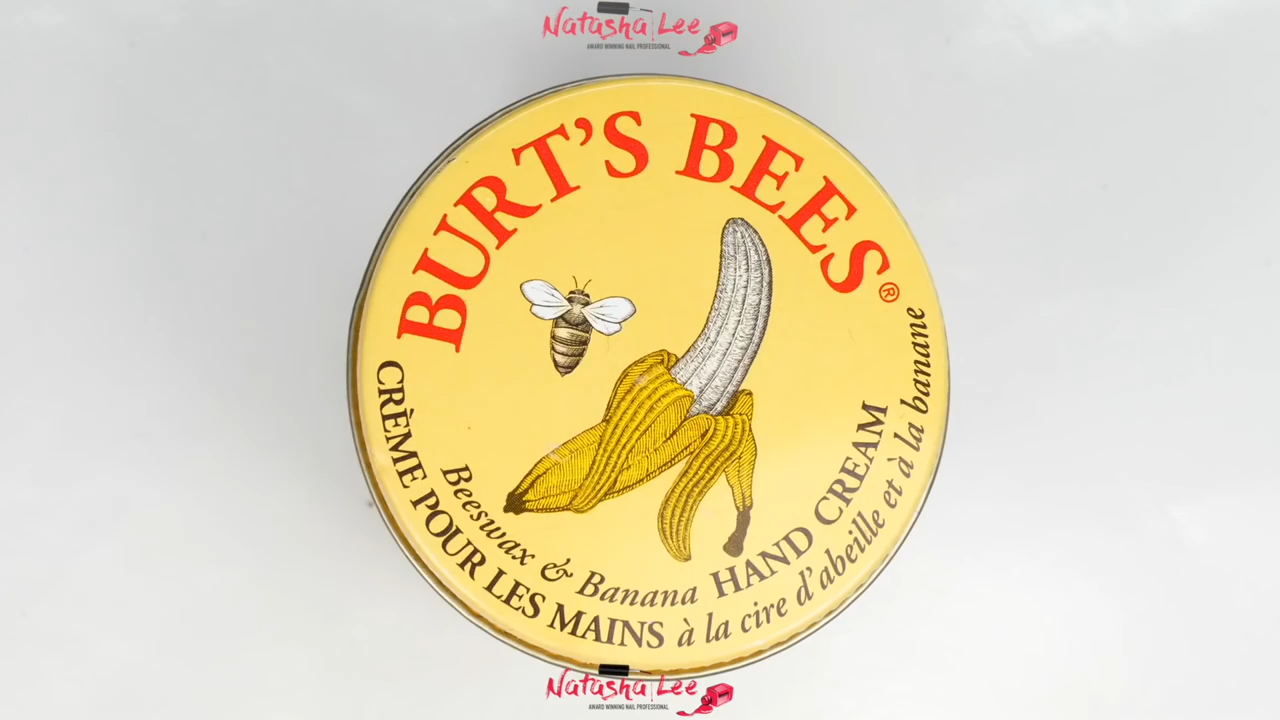 Natasha Lee
AWARD WINNING NAIL PROFESSIONAL
BURT'S BEES®
Beeswax & Banana HAND CREAM
CRÈME POUR LES MAINS à la cire d'abeille et à la banane
Natasha Lee
AWARD WINNING NAIL PROFESSIONAL